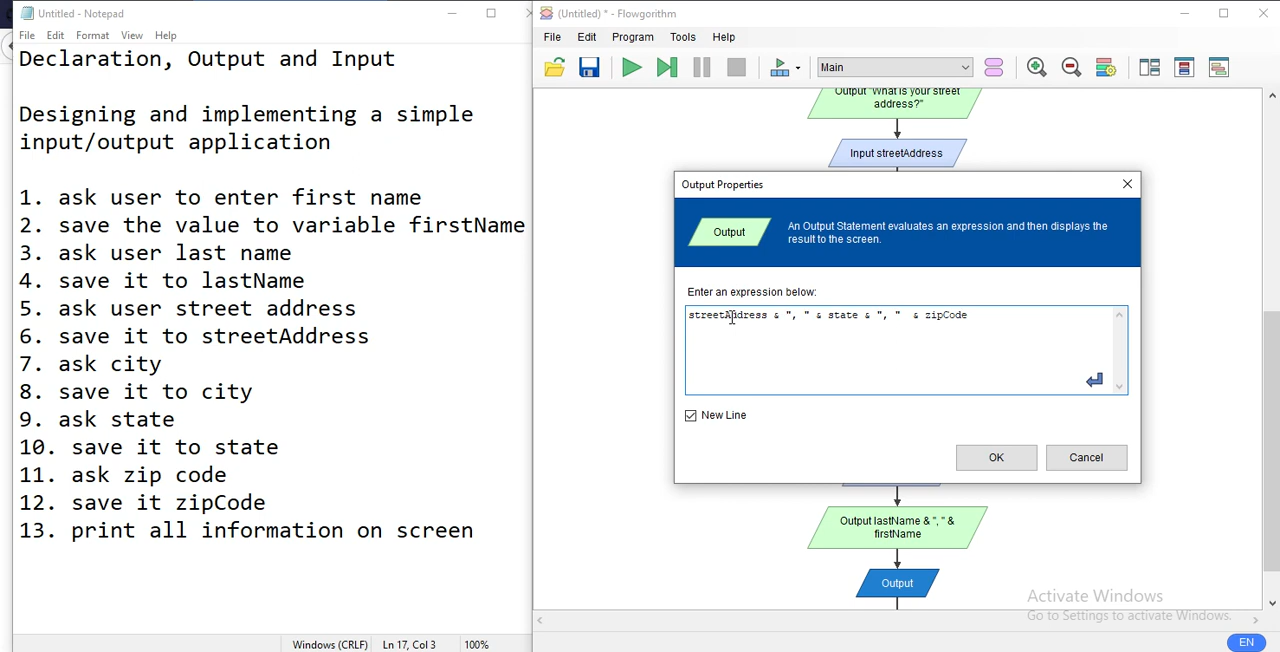 Untitled - Notepad
File Edit Format View Help
Declaration, Output and Input
Designing and implementing a simple
input/output application
1. ask user to enter first name
2. save the value to variable firstName
3. ask user last name
4. save it to lastName
5. ask user street address
6. save it to streetAddress
7. ask city
8. save it to city
9. ask state
10. save it to state
11. ask zip code
12. save it zipCode
13. print all information on screen
Windows (CRLF) Ln 17, Col 3 100%
(Untitled) * - Flowgorithm
File Edit Program Tools Help
Main
Output "What is your street
address?"
Input streetAddress
Output Properties
Output
An Output Statement evaluates an expression and then displays the
result to the screen.
Enter an expression below:
streetAddress & ", " & state & ", " & zipCode
New Line
OK Cancel
Output lastName & ", " &
firstName
Output
Activate Windows
Go to Settings to activate Windows.
EN